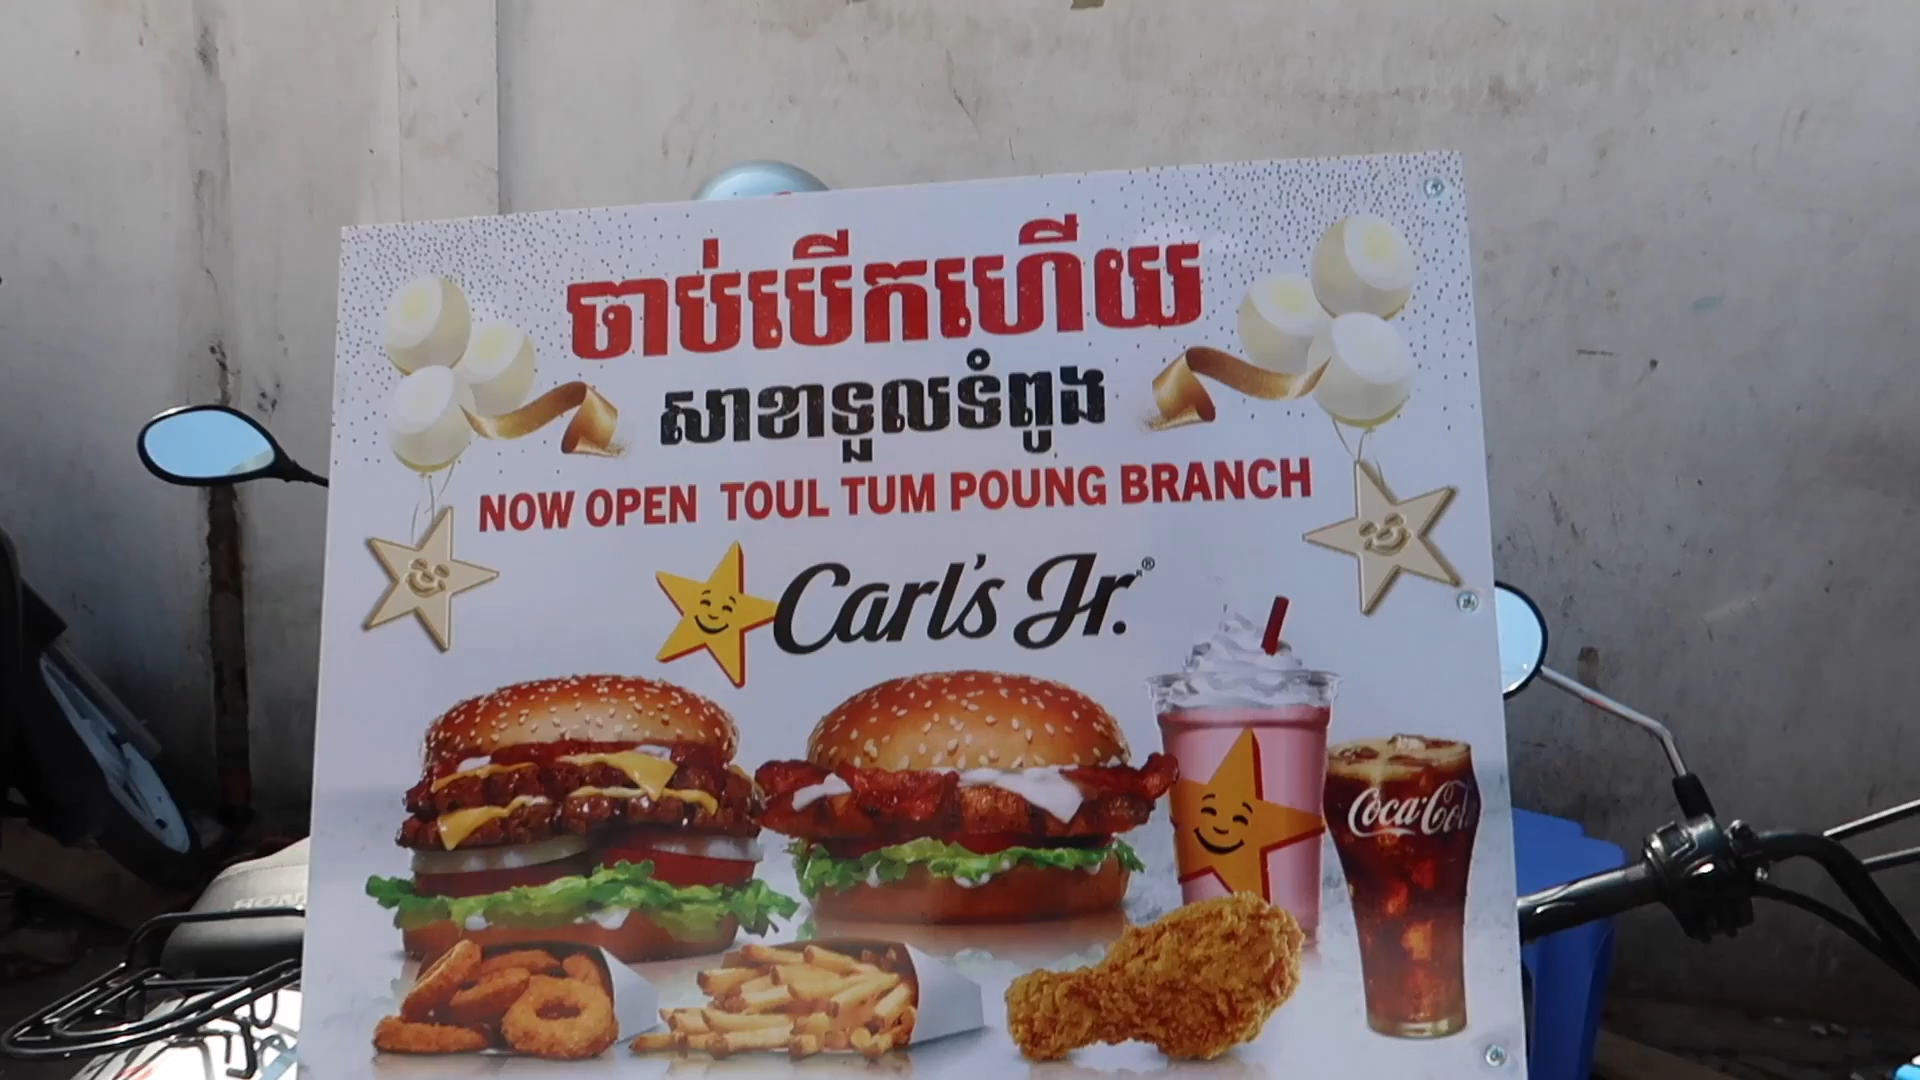 ចាប់បើកហើយ
សាខាទួលទំពូង
NOW OPEN TOUL TUM POUNG BRANCH
Carl's Jr.®
Coca-Cola
HON